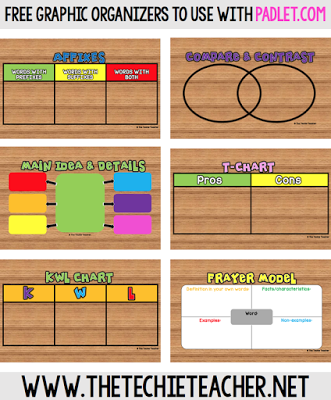 FREE GRAPHIC ORGANIZERS TO USE WITH PADLET.COM
AFFIXES
WORDS WITH PREFIXES
WORDS WITH SUFFIXES
WORDS WITH BOTH
COMPARE & CONTRAST
MAIN IDEA & DETAILS
T-CHART
Pros
Cons
KWL CHART
K
W
L
FRAYER MODEL
Definition in your own words:
Facts/characteristics:
Word
Examples:
Non-examples:
WWW.THETECHIETEACHER.NET